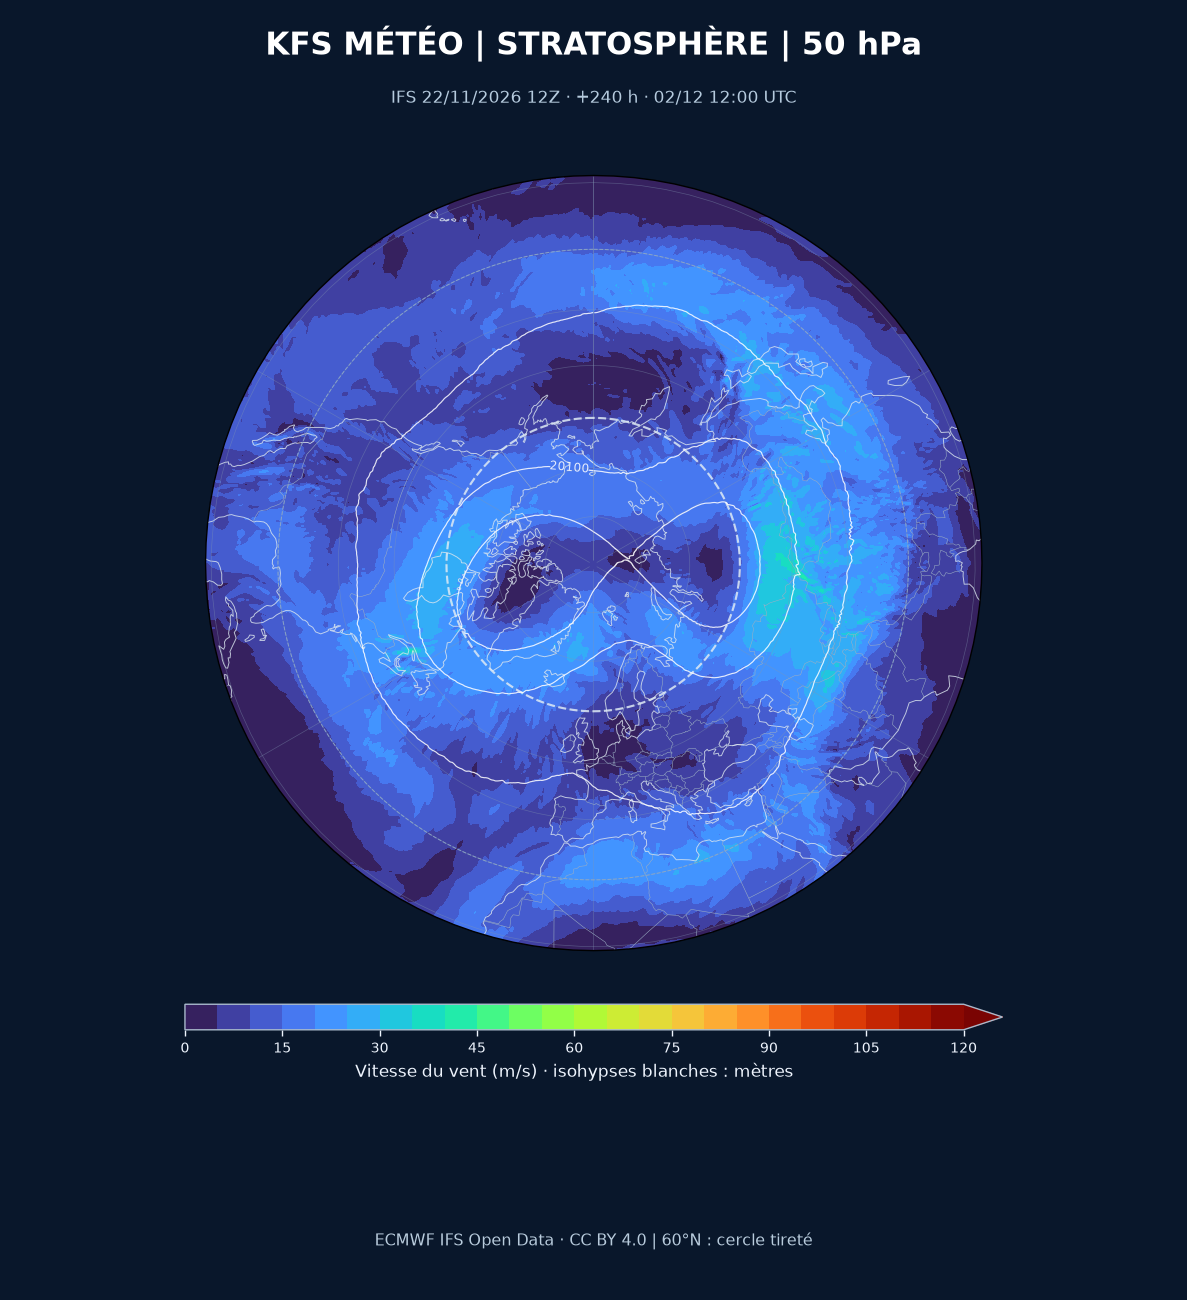 KFS MÉTÉO | STRATOSPHÈRE | 50 hPa
IFS 22/11/2026 12Z · +240 h · 02/12 12:00 UTC
20100
0 15 30 45 60 75 90 105 120
Vitesse du vent (m/s) · isohypses blanches : mètres
ECMWF IFS Open Data · CC BY 4.0 | 60°N : cercle tireté